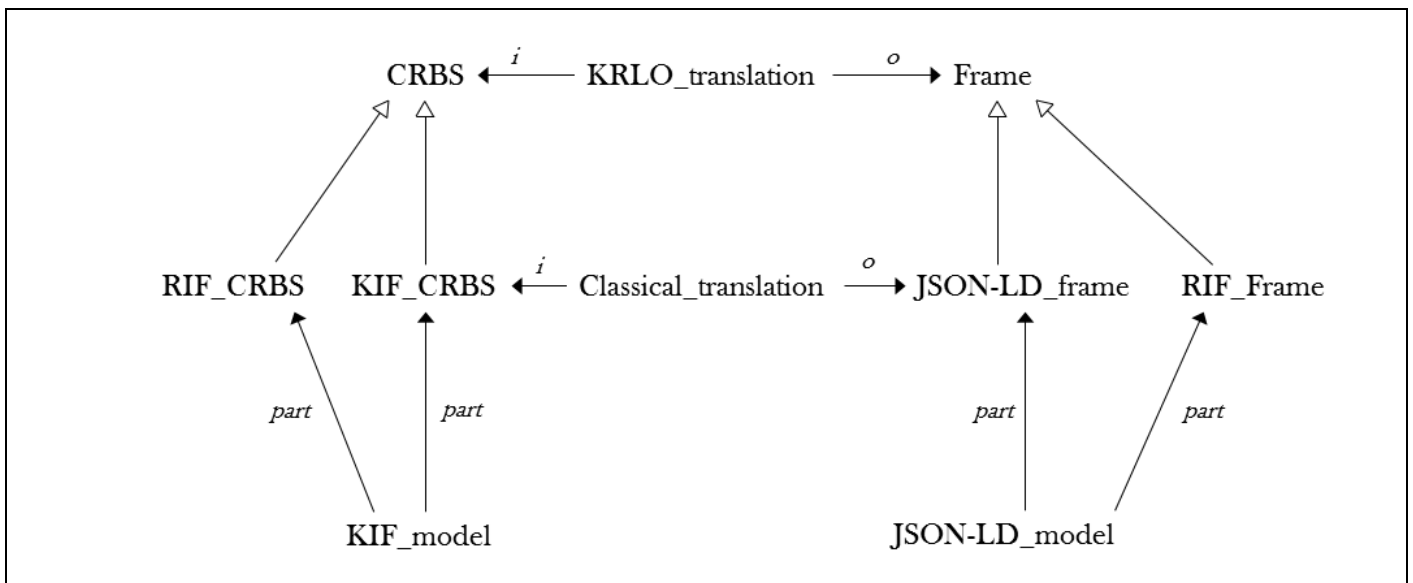 i o
CRBS KRLO_translation Frame
i o
RIF_CRBS KIF_CRBS Classical_translation JSON-LD_frame RIF_Frame
part part part part
KIF_model JSON-LD_model